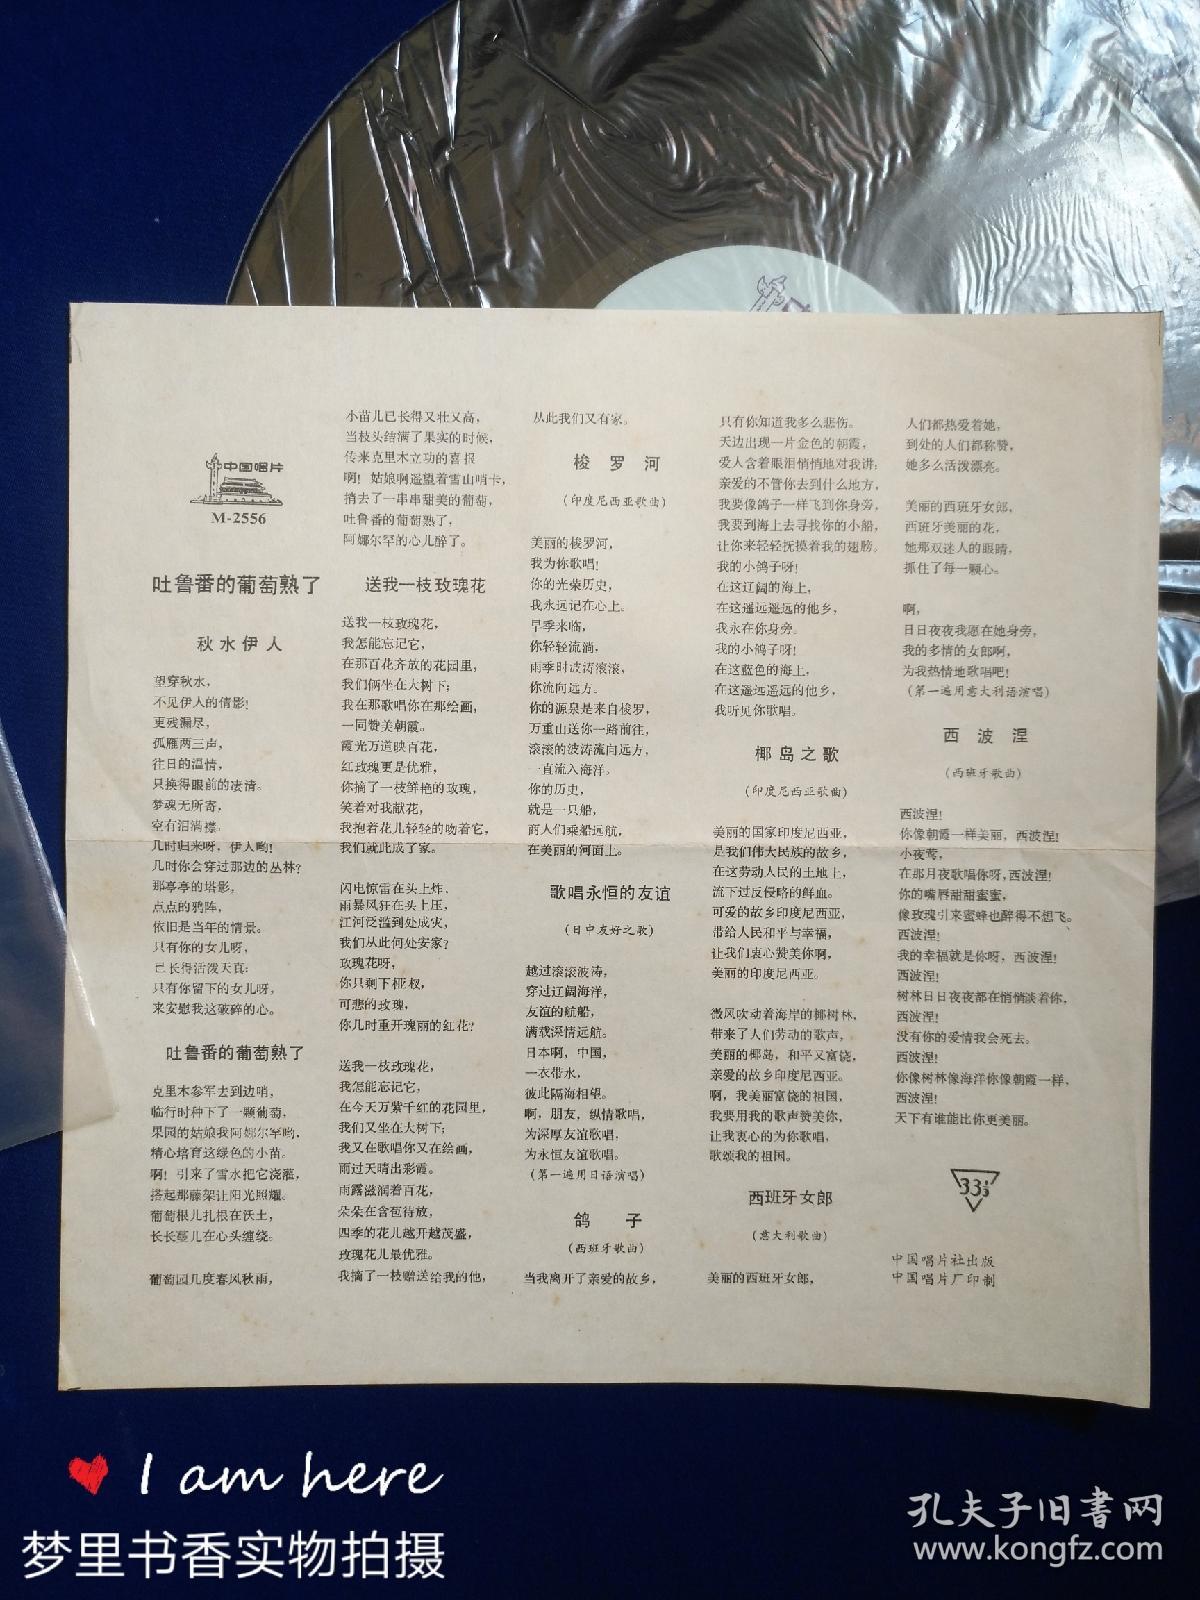 中国唱片
M-2556
吐鲁番的葡萄熟了
秋水伊人
望穿秋水，
不见伊人的倩影！
更残漏尽，
孤雁两三声，
往日的温情，
只换得眼前的凄清。
梦魂无所寄，
空有泪满襟。
几时归来呀，伊人哟！
几时你会穿过那边的丛林？
那亭亭的塔影，
点点的鸦阵，
依旧是当年的情景。
只有你的女儿呀，
已长得活泼天真；
只有你留下的女儿呀，
来安慰我这破碎的心。
吐鲁番的葡萄熟了
克里木参军去到边哨，
临行时种下了一颗葡萄，
果园的姑娘我阿娜尔罕哟，
精心培育这绿色的小苗。
啊！引来了雪水把它浇灌，
搭起那藤架让阳光照耀。
葡萄根儿扎根在沃土，
长长蔓儿在心头缠绕。
葡萄园几度春风秋雨，
小苗儿已长得又壮又高，
当枝头结满了果实的时候，
传来克里木立功的喜报
啊！姑娘啊遥望着雪山哨卡，
捎去了一串串甜美的葡萄，
吐鲁番的葡萄熟了，
阿娜尔罕的心儿醉了。
送我一枝玫瑰花
送我一枝玫瑰花，
我怎能忘记它，
在那百花齐放的花园里，
我们俩坐在大树下；
我在那歌唱你在那绘画，
一同赞美朝霞。
霞光万道映百花，
红玫瑰更是优雅，
你摘了一枝鲜艳的玫瑰，
笑着对我献花，
我抱着花儿轻轻的吻着它，
我们就此成了家。
闪电惊雷在头上炸，
雨暴风狂在头上压，
江河泛滥到处成灾，
我们从此何处安家？
玫瑰花呀，
你只剩下桠杈，
可悲的玫瑰，
你几时重开瑰丽的红花？
送我一枝玫瑰花，
我怎能忘记它，
在今天万紫千红的花园里，
我们又坐在大树下；
我又在歌唱你又在绘画，
雨过天晴出彩霞。
雨露滋润着百花，
朵朵在含苞待放，
四季的花儿越开越茂盛，
玫瑰花儿最优雅。
我摘了一枝赠送给我的他，
从此我们又有家。
梭罗河
（印度尼西亚歌曲）
美丽的梭罗河，
我为你歌唱！
你的光荣历史，
我永远记在心上。
旱季来临，
你轻轻流淌，
雨季时波涛滚滚，
你流向远方。
你的源泉是来自梭罗，
万重山送你一路前往，
滚滚的波涛流向远方，
一直流入海洋。
你的历史，
就是一只船，
商人们乘船远航，
在美丽的河面上。
歌唱永恒的友谊
（日中友好之歌）
越过滚滚波涛，
穿过辽阔海洋，
友谊的航船，
满载深情远航。
日本啊，中国，
一衣带水，
彼此隔海相望。
啊，朋友，纵情歌唱，
为深厚友谊歌唱，
为永恒友谊歌唱。
（第一遍用日语演唱）
鸽子
（西班牙歌曲）
当我离开了亲爱的故乡，
只有你知道我多么悲伤。
天边出现一片金色的朝霞，
爱人含着眼泪悄悄地对我讲：
亲爱的不管你去到什么地方，
我要像鸽子一样飞到你身旁，
我要到海上去寻找你的小船，
让你来轻轻抚摸着我的翅膀。
我的小鸽子呀！
在这辽阔的海上，
在这遥远遥远的他乡，
我永在你身旁。
我的小鸽子呀！
在这蓝色的海上，
在这遥远遥远的他乡，
我听见你歌唱。
椰岛之歌
（印度尼西亚歌曲）
美丽的国家印度尼西亚，
是我们伟大民族的故乡，
在这劳动人民的土地上，
流下过反侵略的鲜血。
可爱的故乡印度尼西亚，
带给人民和平与幸福，
让我们衷心赞美你啊，
美丽的印度尼西亚。
微风吹动着海岸的椰树林，
带来了人们劳动的歌声，
美丽的椰岛，和平又富饶，
亲爱的故乡印度尼西亚。
啊，我美丽富饶的祖国，
我要用我的歌声赞美你，
让我衷心的为你歌唱，
歌颂我的祖国。
西班牙女郎
（意大利歌曲）
美丽的西班牙女郎，
人们都热爱着她，
到处的人们都称赞，
她多么活泼漂亮。
美丽的西班牙女郎，
西班牙美丽的花，
她那双迷人的眼睛，
抓住了每一颗心。
啊，
日日夜夜我愿在她身旁，
我的多情的女郎啊，
为我热情地歌唱吧！
（第一遍用意大利语演唱）
西波涅
（西班牙歌曲）
西波涅！
你像朝霞一样美丽，西波涅！
小夜莺，
在那月夜歌唱你呀，西波涅！
你的嘴唇甜甜蜜蜜，
像玫瑰引来蜜蜂也醉得不想飞。
西波涅！
我的幸福就是你呀，西波涅！
西波涅！
树林日日夜夜都在悄悄谈着你，
西波涅！
没有你的爱情我会死去。
西波涅！
你像树林像海洋你像朝霞一样，
西波涅！
天下有谁能比你更美丽。
33⅓
中国唱片社出版
中国唱片厂印制
I am here
梦里书香实物拍摄
孔夫子旧书网
www.kongfz.com